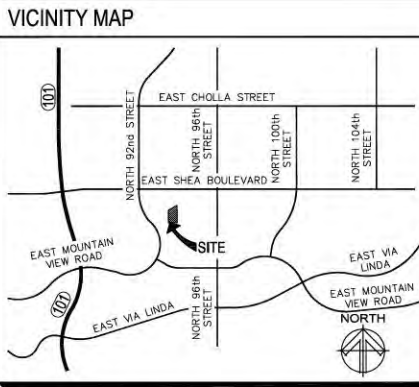 VICINITY MAP
101
NORTH 92nd STREET
EAST CHOLLA STREET
NORTH 96th
STREET
NORTH 100th
STREET
NORTH 104th
STREET
EAST SHEA BOULEVARD
SITE
EAST MOUNTAIN
VIEW ROAD
EAST VIA
LINDA
101
EAST VIA LINDA
NORTH 96th
STREET
EAST MOUNTAIN
VIEW ROAD
NORTH